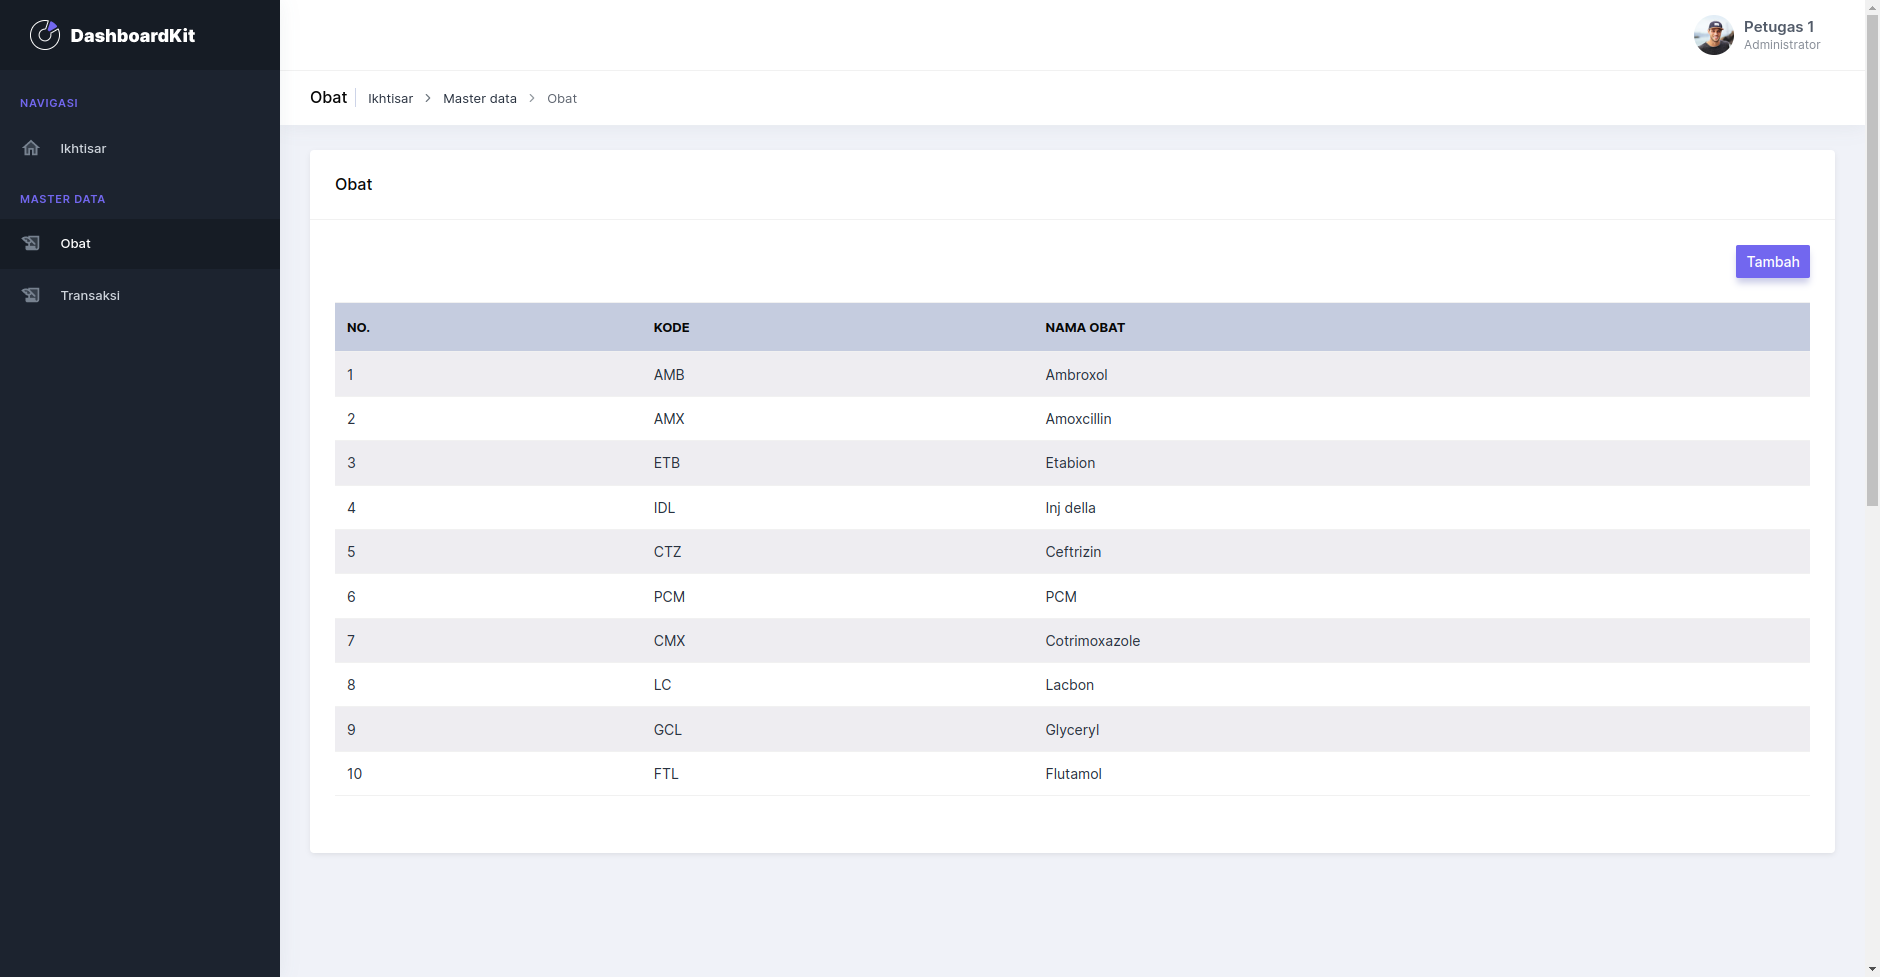 DashboardKit
Petugas 1
Administrator
NAVIGASI
Ikhtisar
MASTER DATA
Obat
Transaksi
Obat Ikhtisar > Master data > Obat
Obat
Tambah
NO. KODE NAMA OBAT
1 AMB Ambroxol
2 AMX Amoxcillin
3 ETB Etabion
4 IDL Inj della
5 CTZ Ceftrizin
6 PCM PCM
7 CMX Cotrimoxazole
8 LC Lacbon
9 GCL Glyceryl
10 FTL Flutamol